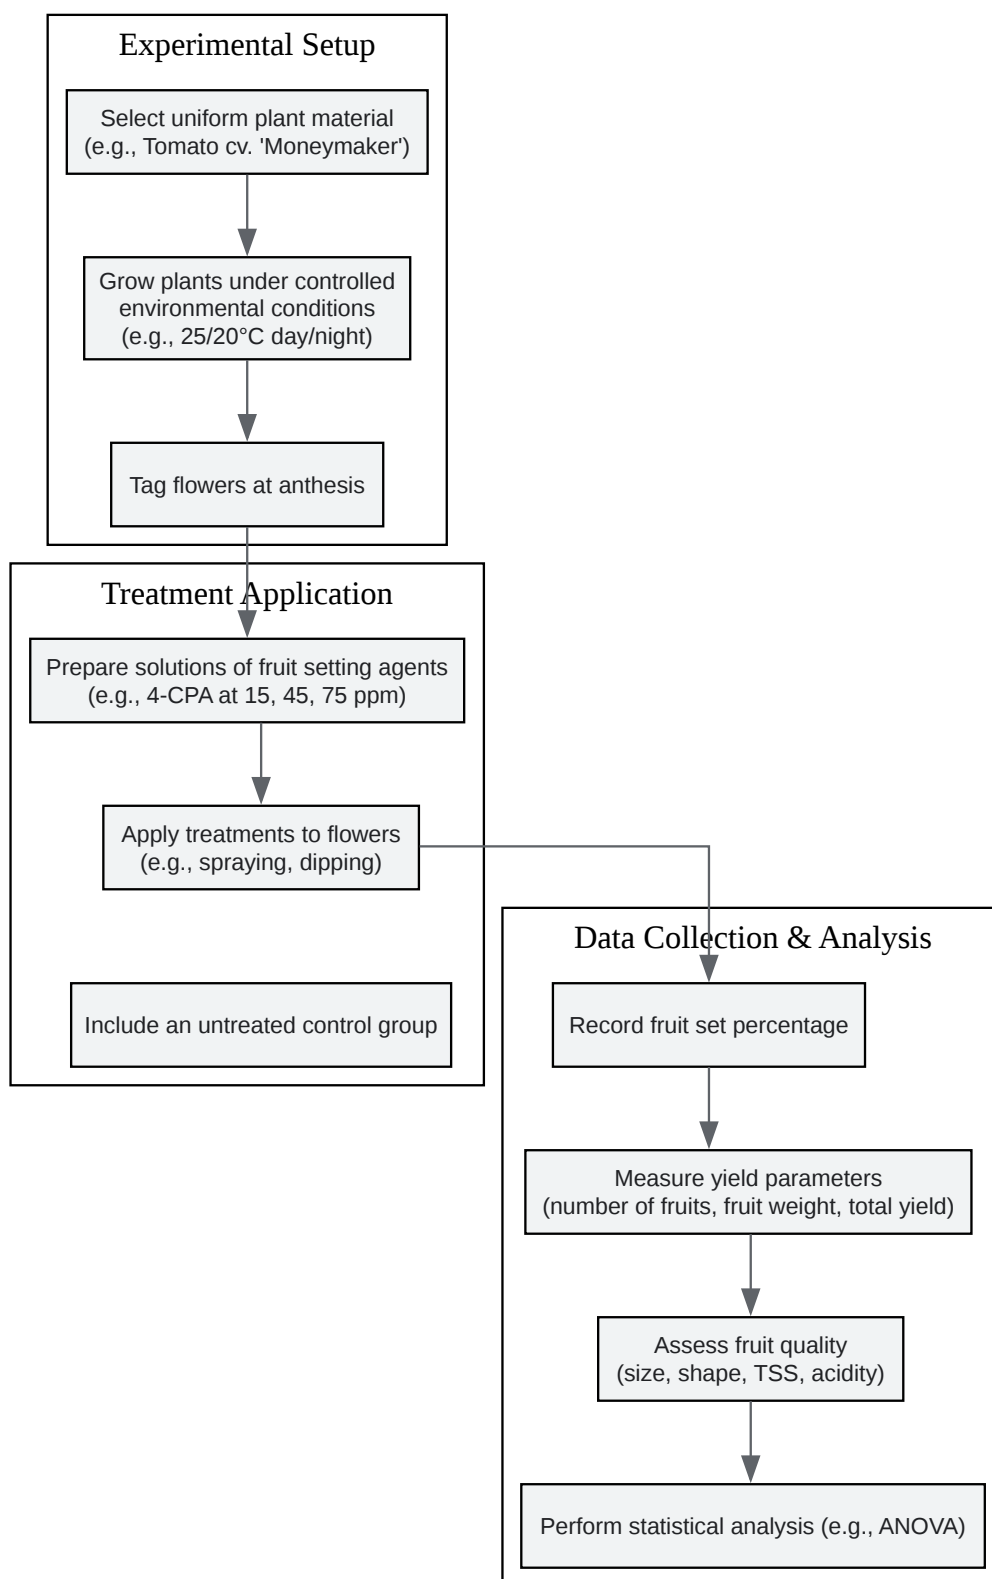 Experimental Setup
Select uniform plant material
(e.g., Tomato cv. 'Moneymaker')
Grow plants under controlled
environmental conditions
(e.g., 25/20°C day/night)
Tag flowers at anthesis
Treatment Application
Prepare solutions of fruit setting agents
(e.g., 4-CPA at 15, 45, 75 ppm)
Apply treatments to flowers
(e.g., spraying, dipping)
Include an untreated control group
Data Collection & Analysis
Record fruit set percentage
Measure yield parameters
(number of fruits, fruit weight, total yield)
Assess fruit quality
(size, shape, TSS, acidity)
Perform statistical analysis (e.g., ANOVA)